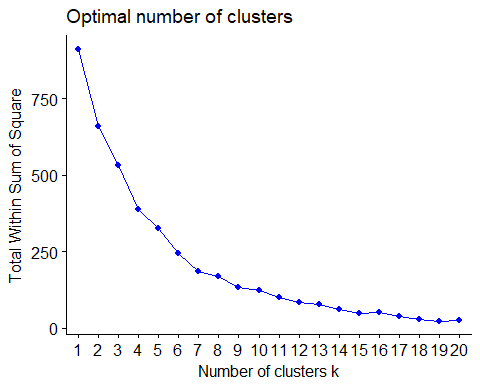 Optimal number of clusters
Total Within Sum of Square
750
500
250
0
1 2 3 4 5 6 7 8 9 10 11 12 13 14 15 16 17 18 19 20
Number of clusters k